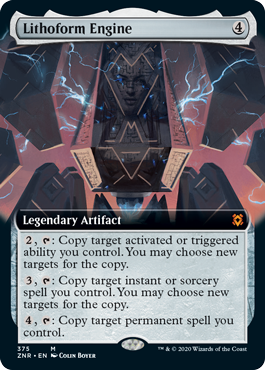 Lithoform Engine 4
Legendary Artifact
2, : Copy target activated or triggered
ability you control. You may choose new
targets for the copy.
3, : Copy target instant or sorcery
spell you control. You may choose new
targets for the copy.
4, : Copy target permanent spell you
control.
375 M
ZNR • EN COLIN BOYER
™ & © 2020 Wizards of the Coast